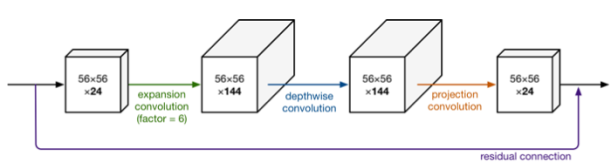 56×56
×24
expansion
convolution
(factor = 6)
56×56
×144
depthwise
convolution
56×56
×144
projection
convolution
56×56
×24
residual connection